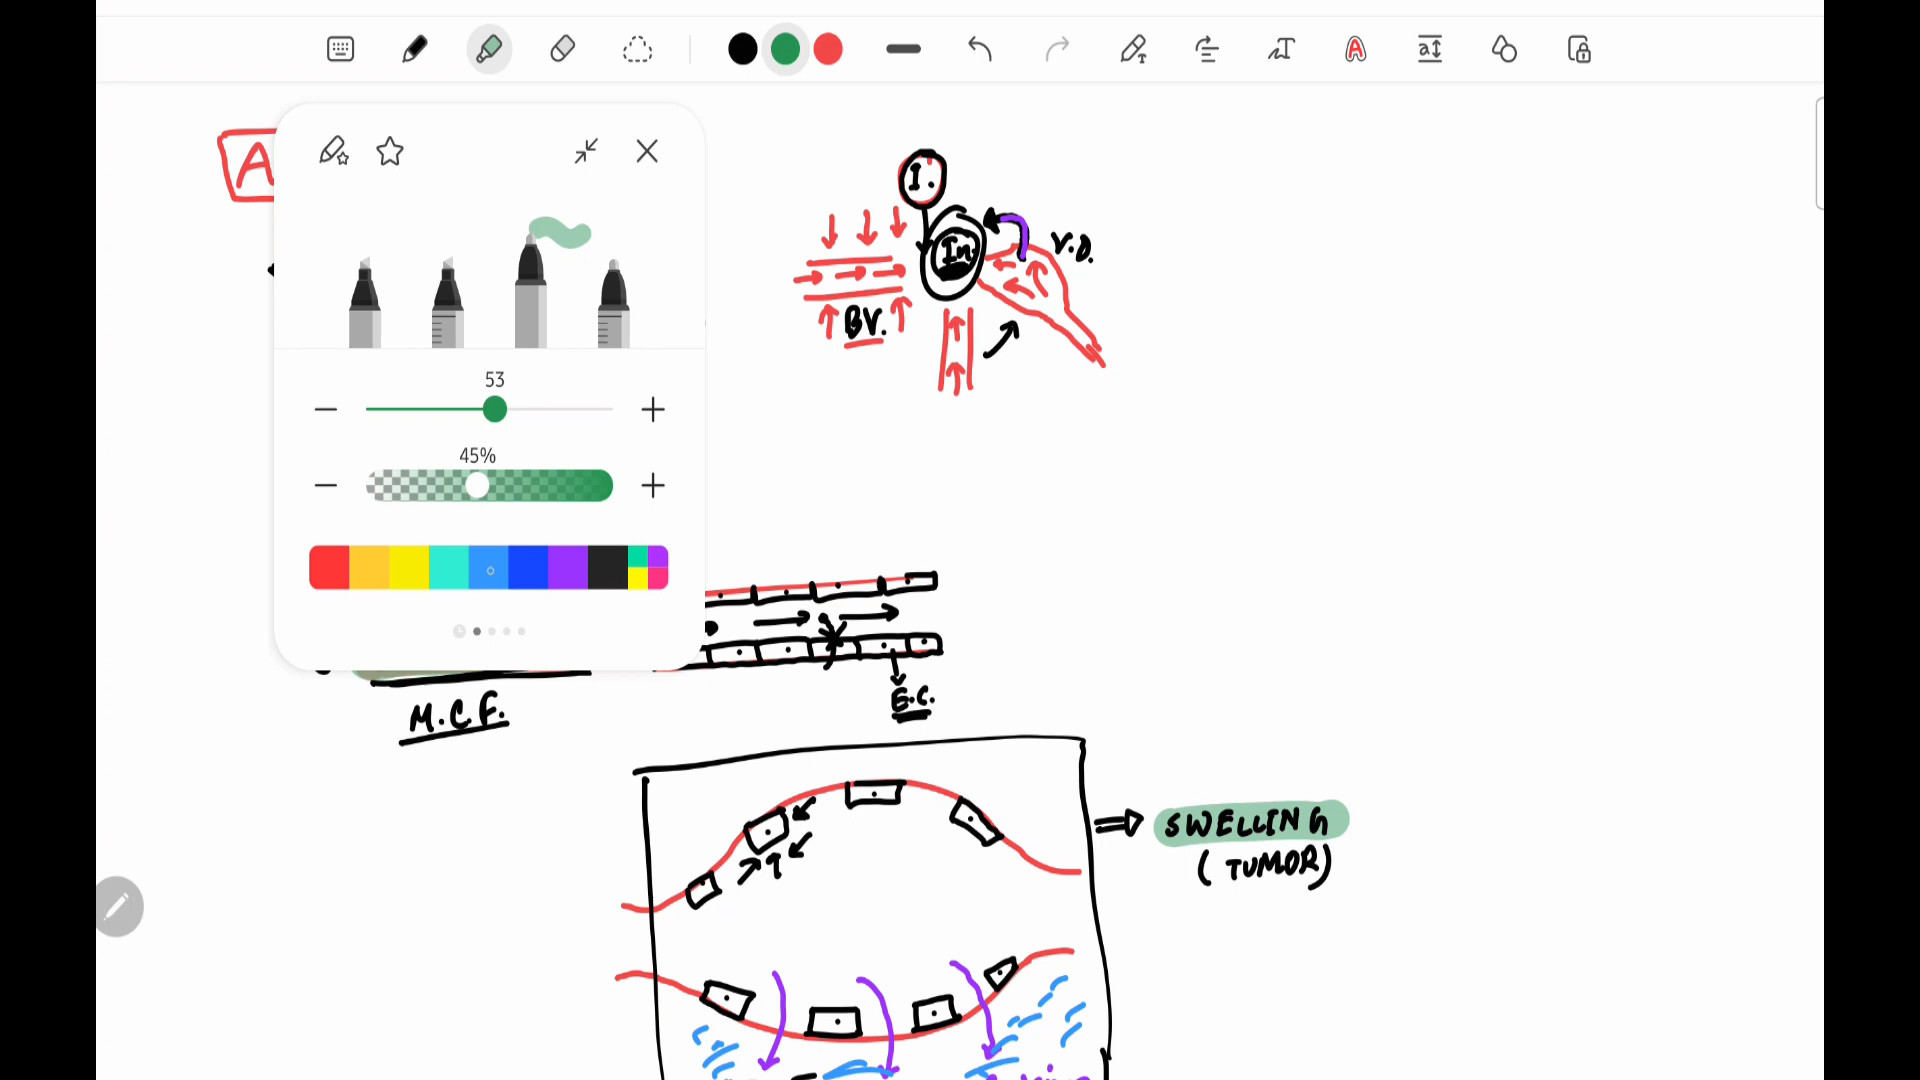 A
I.
In
V.D.
BV.
53
45%
E.C.
M.C.F.
SWELLING
(TUMOR)